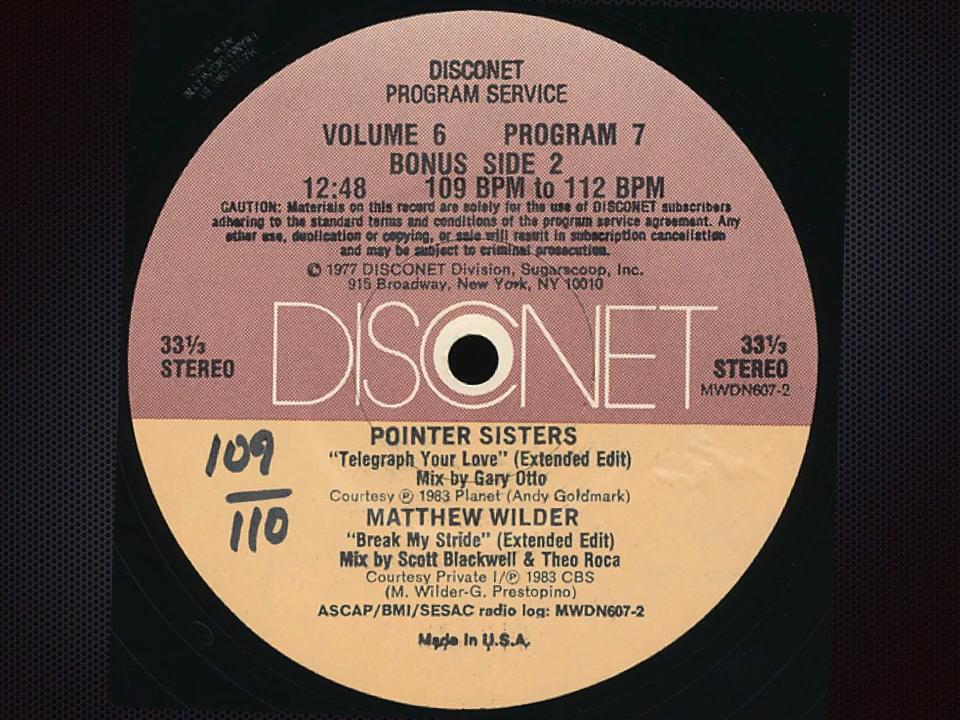 DISCONET
PROGRAM SERVICE
VOLUME 6 PROGRAM 7
BONUS SIDE 2
12:48 109 BPM to 112 BPM
CAUTION: Materials on this record are solely for the use of DISCONET subscribers
adhering to the standard terms and conditions of the program service agreement. Any
other use, duplication or copying, or sale will result in subscription cancellation
and may be subject to criminal prosecution.
© 1977 DISCONET Division, Sugarscoop, Inc.
915 Broadway, New York, NY 10010
DISCONET
33⅓
STEREO
33⅓
STEREO
MWDN607-2
109
110
POINTER SISTERS
“Telegraph Your Love” (Extended Edit)
Mix by Gary Otto
Courtesy ℗ 1983 Planet (Andy Goldmark)
MATTHEW WILDER
“Break My Stride” (Extended Edit)
Mix by Scott Blackwell & Theo Roca
Courtesy Private I/℗ 1983 CBS
(M. Wilder-G. Prestopino)
ASCAP/BMI/SESAC radio log: MWDN607-2
Made In U.S.A.